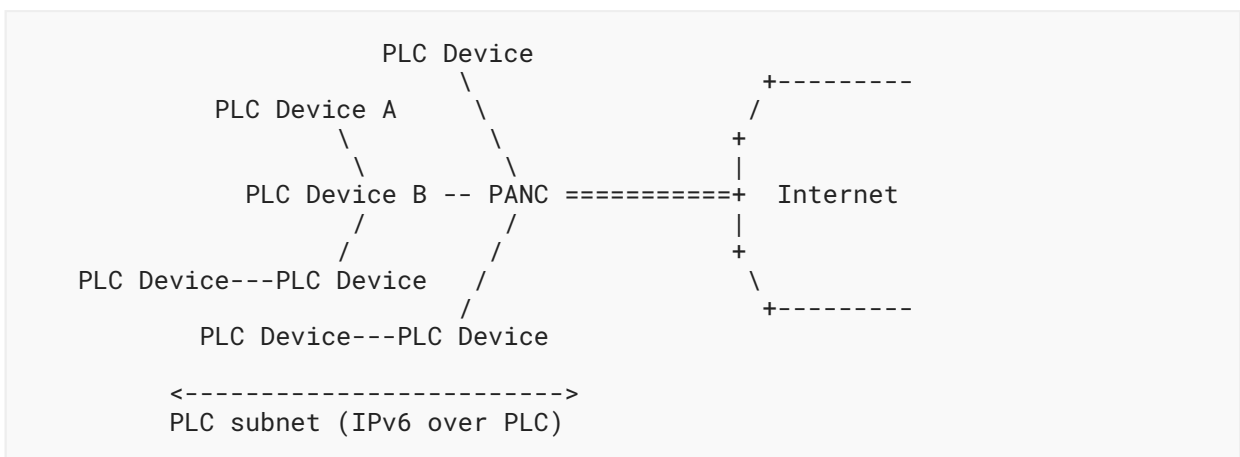 PLC Device
+---------
PLC Device A
PLC Device B -- PANC ===========+ Internet
PLC Device---PLC Device
+---------
PLC Device---PLC Device
<------------------------->
PLC subnet (IPv6 over PLC)